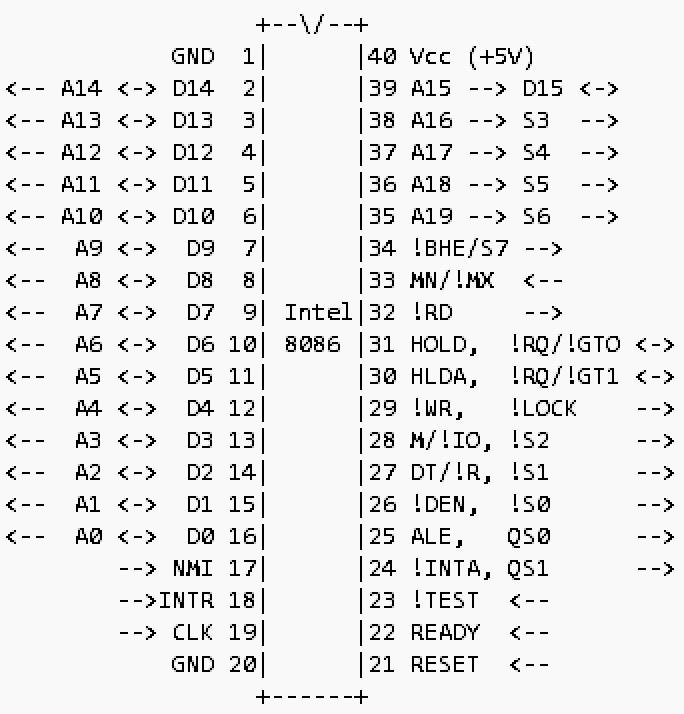 +--\/--+
GND 1| |40 Vcc (+5V)
<-- A14 <-> D14 2| |39 A15 --> D15 <->
<-- A13 <-> D13 3| |38 A16 --> S3 -->
<-- A12 <-> D12 4| |37 A17 --> S4 -->
<-- A11 <-> D11 5| |36 A18 --> S5 -->
<-- A10 <-> D10 6| |35 A19 --> S6 -->
<-- A9 <-> D9 7| |34 !BHE/S7 -->
<-- A8 <-> D8 8| |33 MN/!MX <--
<-- A7 <-> D7 9| Intel|32 !RD -->
<-- A6 <-> D6 10| 8086 |31 HOLD, !RQ/!GTO <->
<-- A5 <-> D5 11| |30 HLDA, !RQ/!GT1 <->
<-- A4 <-> D4 12| |29 !WR, !LOCK -->
<-- A3 <-> D3 13| |28 M/!IO, !S2 -->
<-- A2 <-> D2 14| |27 DT/!R, !S1 -->
<-- A1 <-> D1 15| |26 !DEN, !S0 -->
<-- A0 <-> D0 16| |25 ALE, QS0 -->
--> NMI 17| |24 !INTA, QS1 -->
-->INTR 18| |23 !TEST <--
--> CLK 19| |22 READY <--
GND 20| |21 RESET <--
+------+